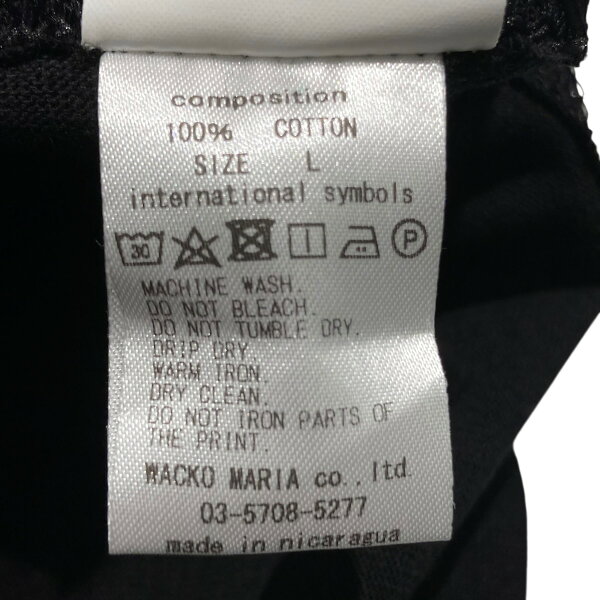 composition
100% COTTON
SIZE L
international symbols
30 P
MACHINE WASH.
DO NOT BLEACH.
DO NOT TUMBLE DRY.
DRIP DRY.
WARM IRON.
DRY CLEAN.
DO NOT IRON PARTS OF
THE PRINT.
WACKO MARIA co.,ltd.
03-5708-5277
made in nicaragua